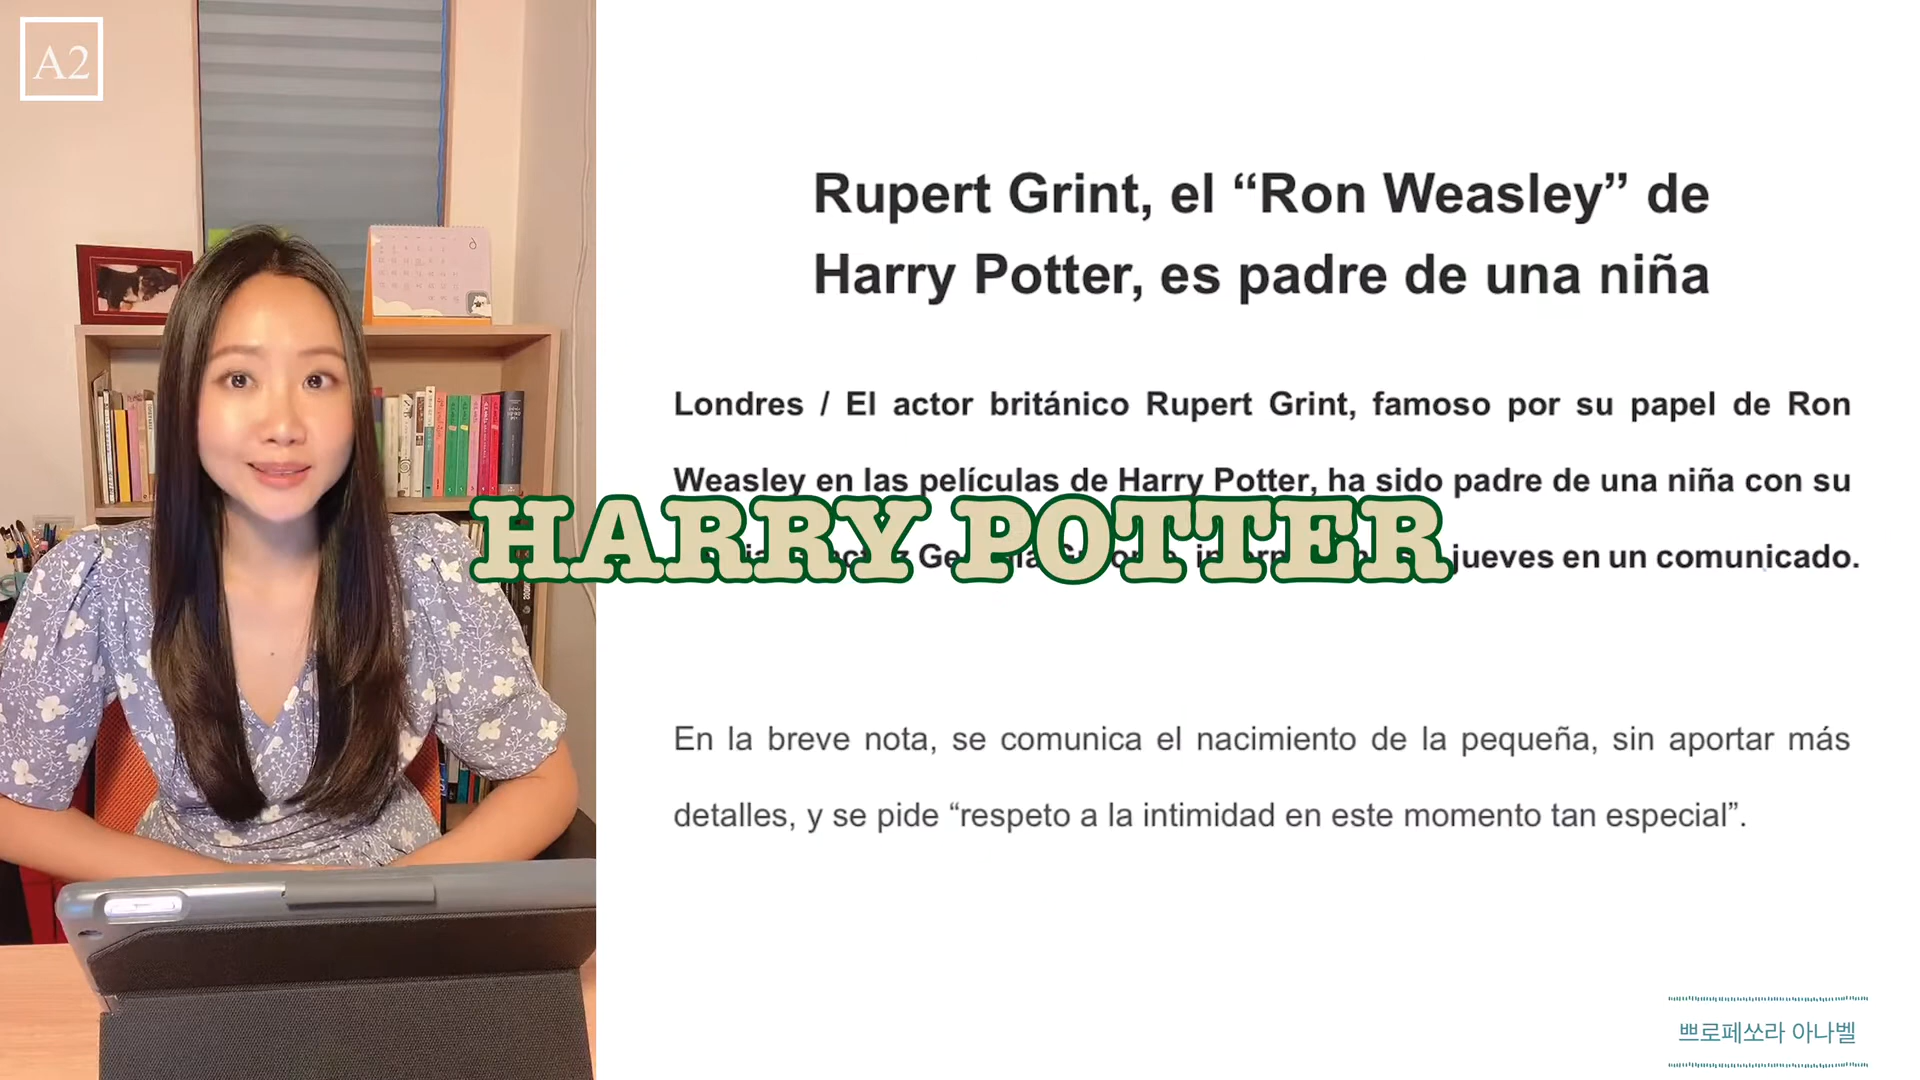 A2
Rupert Grint, el “Ron Weasley” de
Harry Potter, es padre de una niña
Londres / El actor británico Rupert Grint, famoso por su papel de Ron
Weasley en las películas de Harry Potter, ha sido padre de una niña con su
jueves en un comunicado.
HARRY POTTER
En la breve nota, se comunica el nacimiento de la pequeña, sin aportar más
detalles, y se pide “respeto a la intimidad en este momento tan especial”.
쁘로페쏘라 아나벨